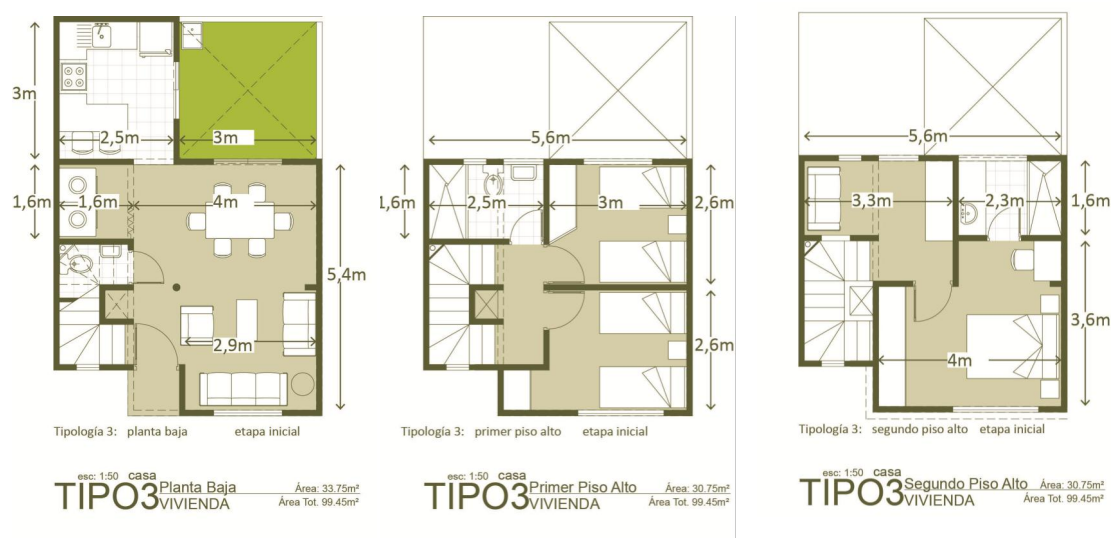 3m
2,5m
3m
1,6m
1,6m
4m
5,4m
2,9m
Tipología 3: planta baja etapa inicial
esc: 1:50 casa
TIPO3 Planta Baja Área: 33.75m²
VIVIENDA Área Tot. 99.45m²
5,6m
1,6m
2,5m
3m
2,6m
2,6m
Tipología 3: primer piso alto etapa inicial
esc: 1:50 casa
TIPO3 Primer Piso Alto Área: 30.75m²
VIVIENDA Área Tot. 99.45m²
5,6m
3,3m
2,3m
1,6m
3,6m
4m
Tipología 3: segundo piso alto etapa inicial
esc: 1:50 casa
TIPO3 Segundo Piso Alto Área: 30.75m²
VIVIENDA Área Tot. 99.45m²